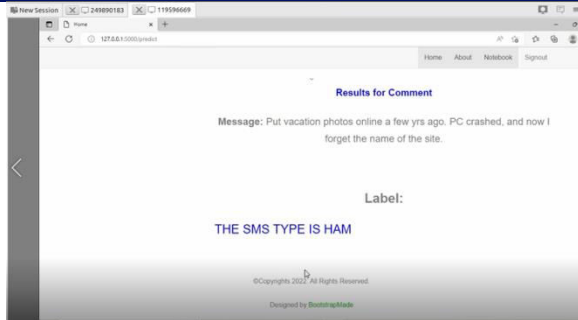 New Session 249890183 119596669
Home
127.0.0.1:5000/predict
Home About Notebook Signout
Results for Comment
Message: Put vacation photos online a few yrs ago. PC crashed, and now I
forget the name of the site.
Label:
THE SMS TYPE IS HAM
©Copyrights 2022. All Rights Reserved.
Designed by BootstrapMade